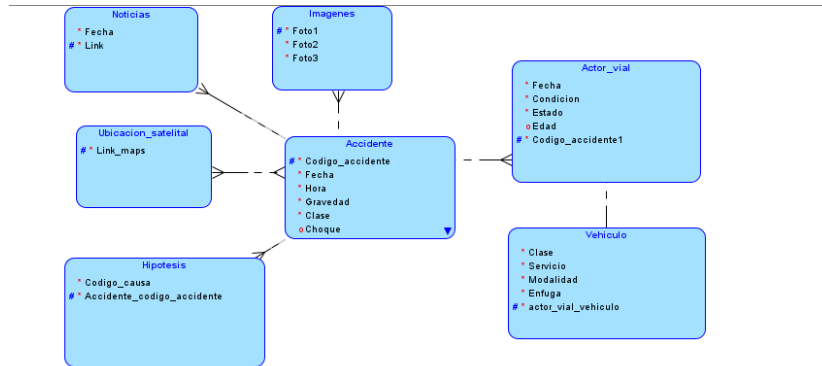 Noticias
* Fecha
# * Link
Imagenes
# * Foto1
* Foto2
* Foto3
Actor_vial
* Fecha
* Condicion
* Estado
o Edad
# * Codigo_accidente1
Ubicacion_satelital
# * Link_maps
Accidente
# * Codigo_accidente
* Fecha
* Hora
* Gravedad
* Clase
o Choque
Hipotesis
* Codigo_causa
# * Accidente_codigo_accidente
Vehiculo
* Clase
* Servicio
* Modalidad
* Enfuga
# * actor_vial_vehiculo